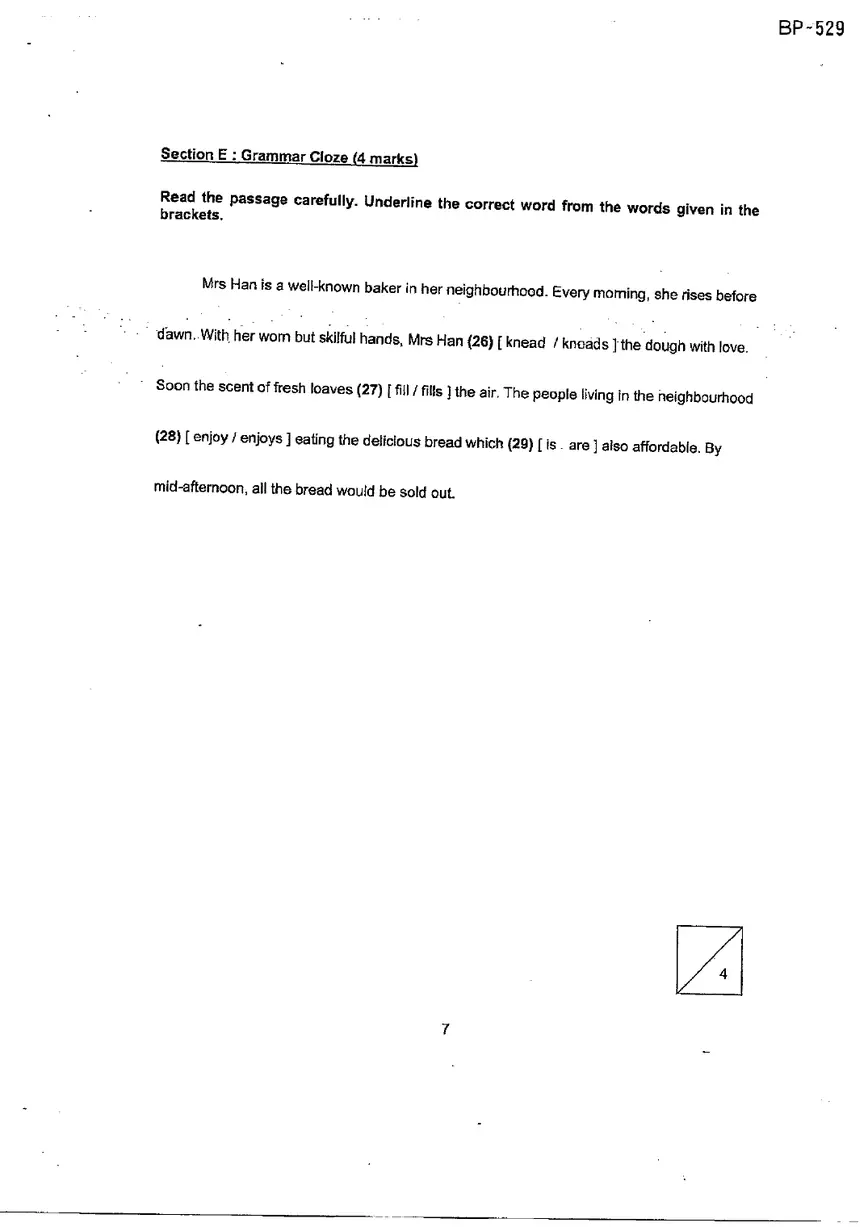 BP-529
Section E : Grammar Cloze (4 marks)
Read the passage carefully. Underline the correct word from the words given in the
brackets.
Mrs Han is a well-known baker in her neighbourhood. Every morning, she rises before
dawn. With her worn but skilful hands, Mrs Han (26) [ knead / kneads ] the dough with love.
Soon the scent of fresh loaves (27) [ fill / fills ] the air. The people living in the neighbourhood
(28) [ enjoy / enjoys ] eating the delicious bread which (29) [ is . are ] also affordable. By
mid-afternoon, all the bread would be sold out.
4
7